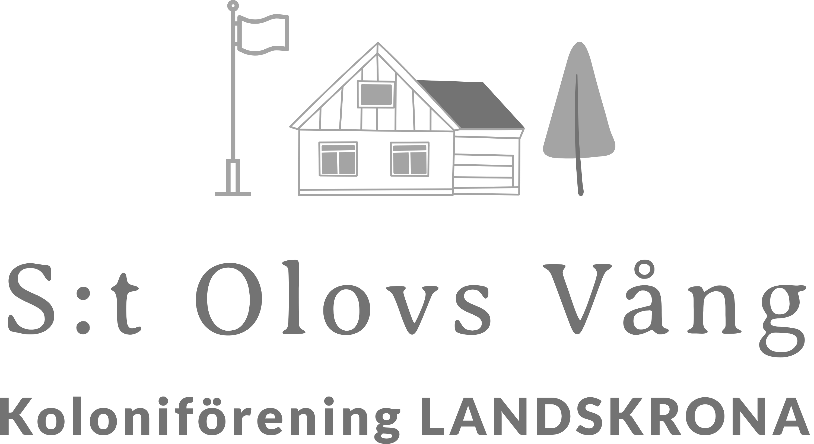 S:t Olovs Vång
Koloniförening LANDSKRONA